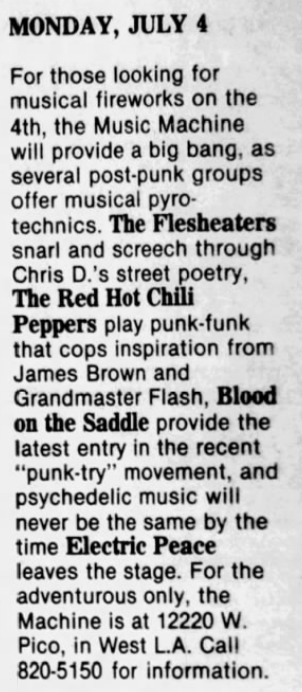 MONDAY, JULY 4
For those looking for
musical fireworks on the
4th, the Music Machine
will provide a big bang, as
several post-punk groups
offer musical pyro-
technics. The Flesheaters
snarl and screech through
Chris D.'s street poetry,
The Red Hot Chili
Peppers play punk-funk
that cops inspiration from
James Brown and
Grandmaster Flash, Blood
on the Saddle provide the
latest entry in the recent
"punk-try" movement, and
psychedelic music will
never be the same by the
time Electric Peace
leaves the stage. For the
adventurous only, the
Machine is at 12220 W.
Pico, in West L.A. Call
820-5150 for information.